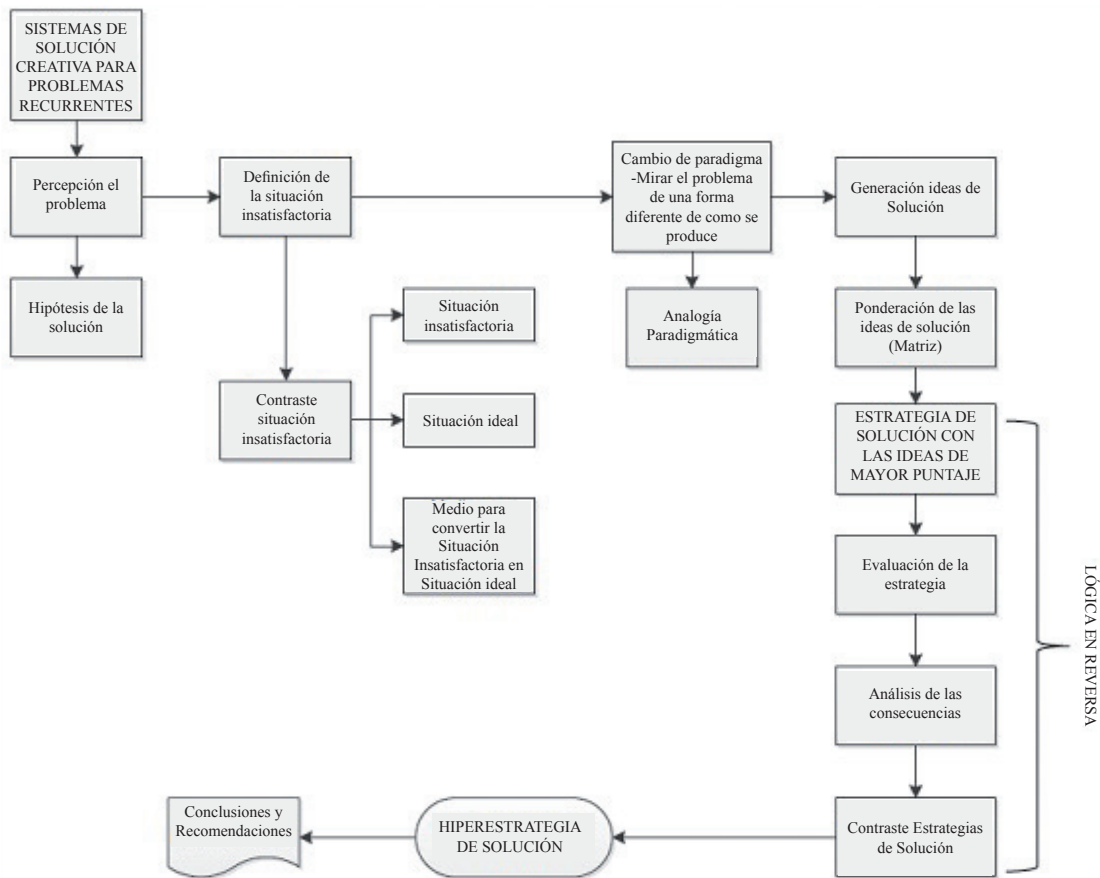 SISTEMAS DE
SOLUCIÓN
CREATIVA PARA
PROBLEMAS
RECURRENTES
Percepción el
problema
Hipótesis de la
solución
Definición de
la situación
insatisfactoria
Contraste
situación
insatisfactoria
Situación
insatisfactoria
Situación ideal
Medio para
convertir la
Situación
Insatisfactoria en
Situación ideal
Cambio de paradigma
-Mirar el problema
de una forma
diferente de como se
produce
Analogía
Paradigmática
Generación ideas de
Solución
Ponderación de las
ideas de solución
(Matriz)
ESTRATEGIA DE
SOLUCIÓN CON
LAS IDEAS DE
MAYOR PUNTAJE
Evaluación de la
estrategia
Análisis de las
consecuencias
Contraste Estrategias
de Solución
LÓGICA EN REVERSA
HIPERESTRATEGIA
DE SOLUCIÓN
Conclusiones y
Recomendaciones